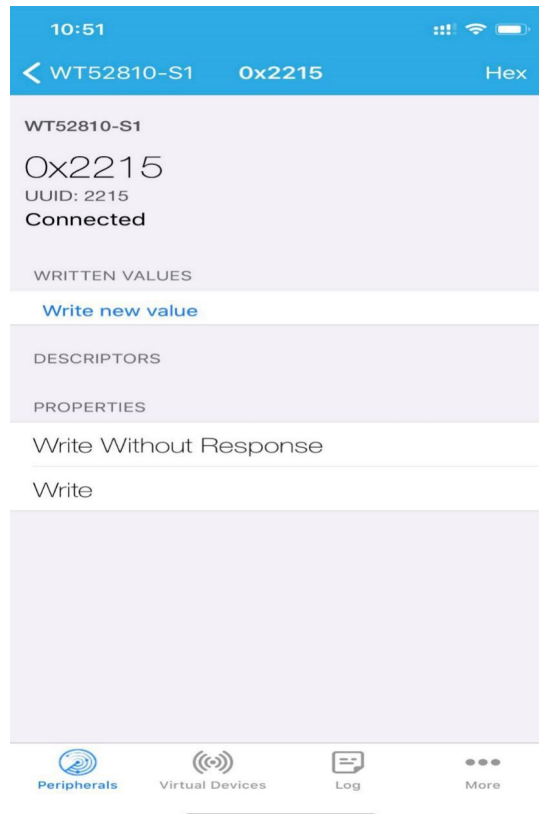 10:51
WT52810-S1 0x2215 Hex
WT52810-S1
0x2215
UUID: 2215
Connected
WRITTEN VALUES
Write new value
DESCRIPTORS
PROPERTIES
Write Without Response
Write
Peripherals Virtual Devices Log More